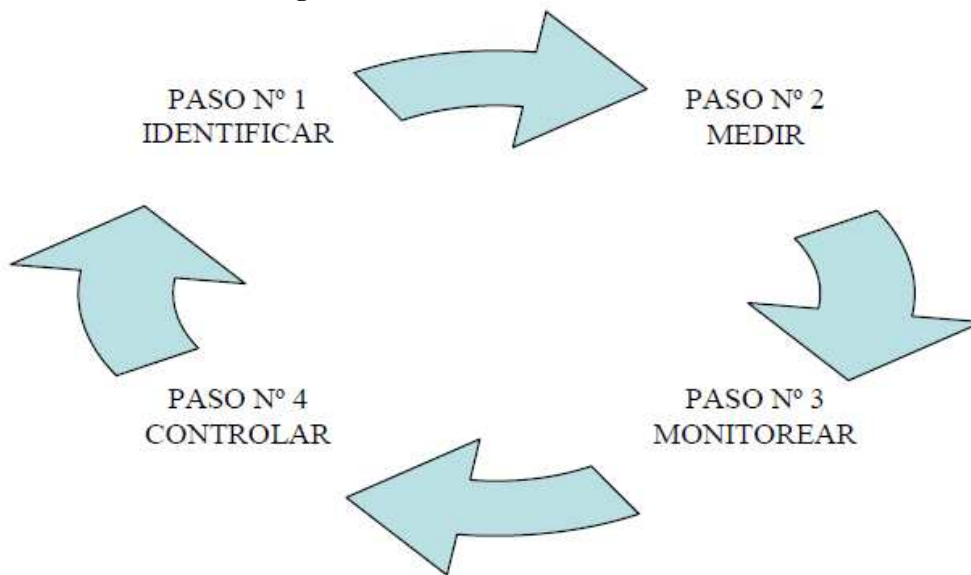 PASO Nº 1
IDENTIFICAR
PASO Nº 2
MEDIR
PASO Nº 3
MONITOREAR
PASO Nº 4
CONTROLAR